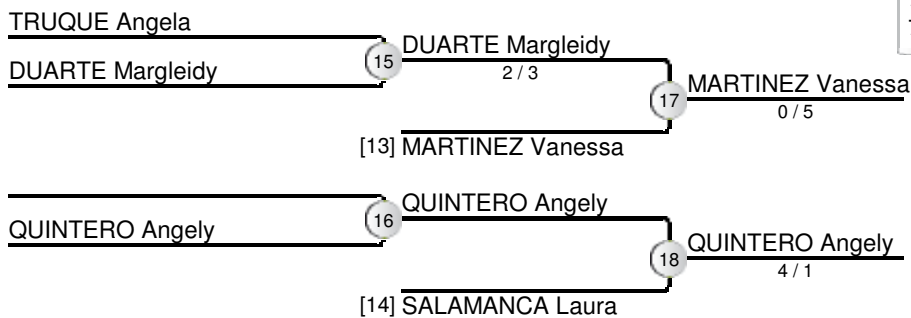 TRUQUE Angela
15
DUARTE Margleidy
DUARTE Margleidy
2 / 3
17
MARTINEZ Vanessa
0 / 5
[13] MARTINEZ Vanessa
16
QUINTERO Angely
QUINTERO Angely
18
QUINTERO Angely
4 / 1
[14] SALAMANCA Laura